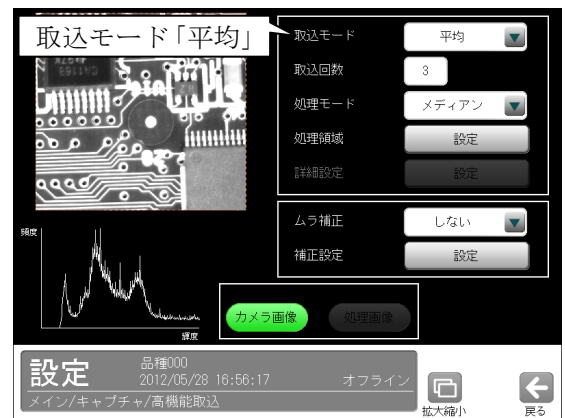 取込モード「平均」
取込モード 平均
取込回数 3
処理モード メディアン
処理領域 設定
詳細設定 設定
ムラ補正 しない
補正設定 設定
頻度
輝度
カメラ画像 処理画像
設定
品種000
2012/05/28 16:56:17 オフライン
メイン/キャプチャ/高機能取込
拡大縮小
戻る